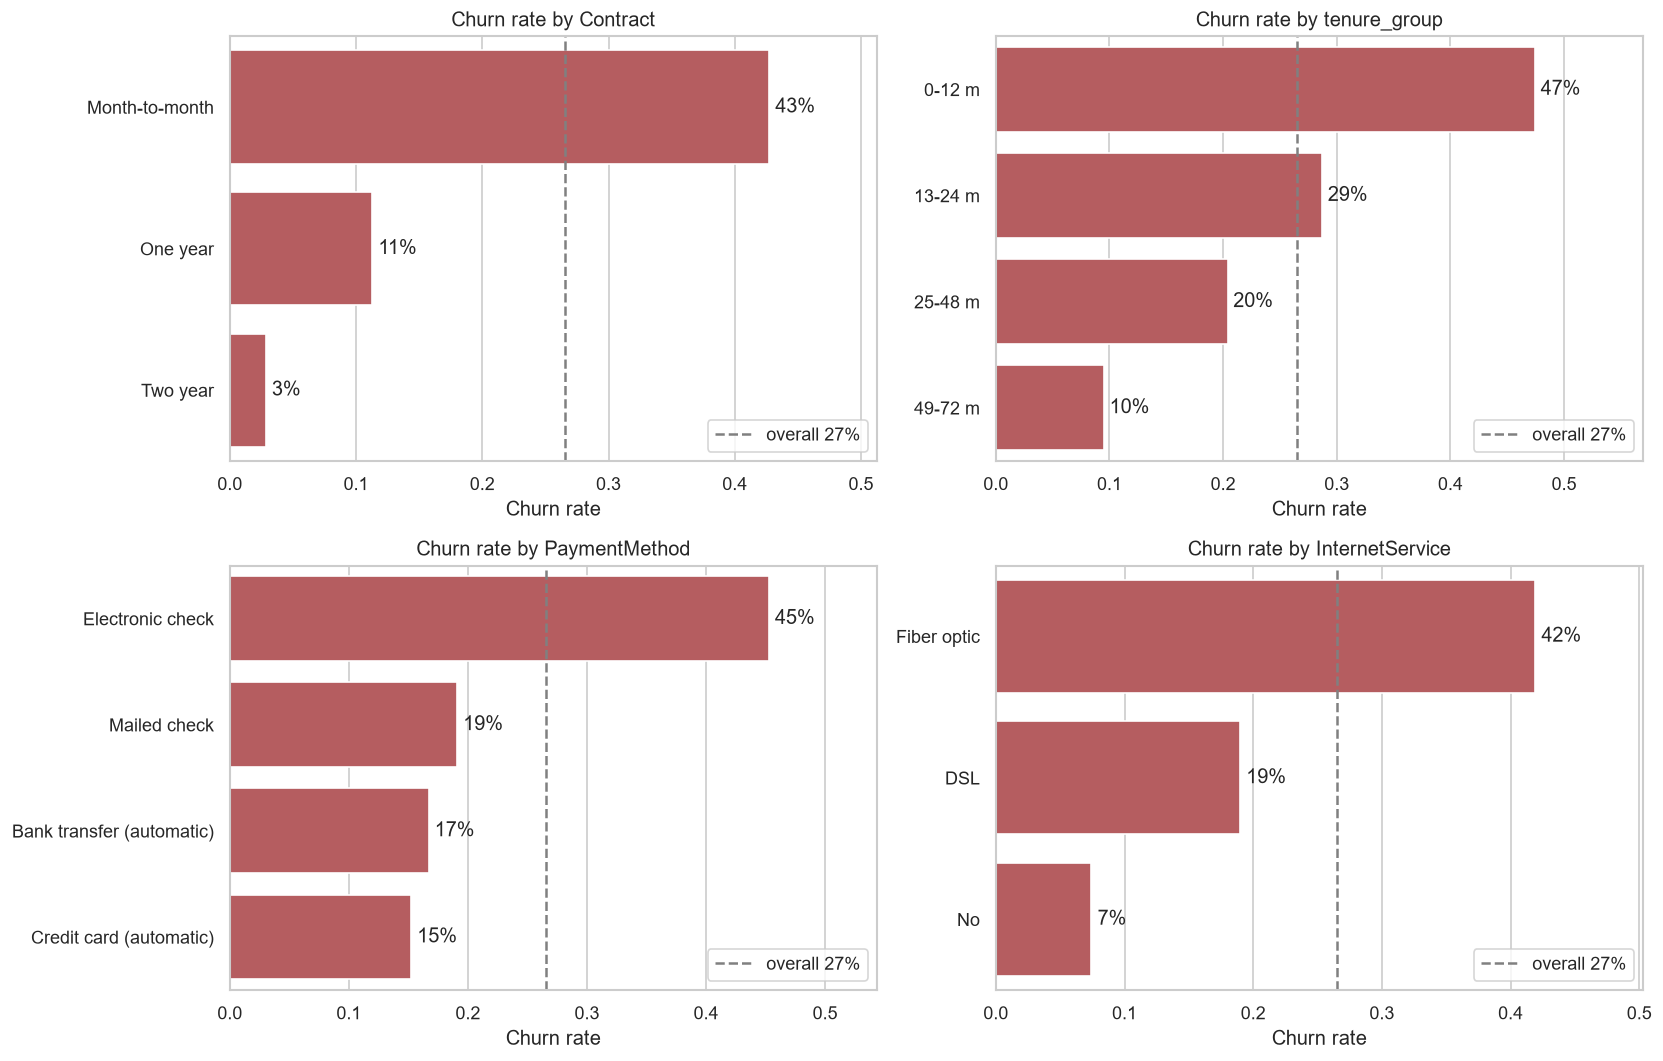 Churn rate by Contract
Month-to-month
43%
One year
11%
Two year
3%
overall 27%
0.0 0.1 0.2 0.3 0.4 0.5
Churn rate
Churn rate by tenure_group
0-12 m
47%
13-24 m
29%
25-48 m
20%
49-72 m
10%
overall 27%
0.0 0.1 0.2 0.3 0.4 0.5
Churn rate
Churn rate by PaymentMethod
Electronic check
45%
Mailed check
19%
Bank transfer (automatic)
17%
Credit card (automatic)
15%
overall 27%
0.0 0.1 0.2 0.3 0.4 0.5
Churn rate
Churn rate by InternetService
Fiber optic
42%
DSL
19%
No
7%
overall 27%
0.0 0.1 0.2 0.3 0.4 0.5
Churn rate